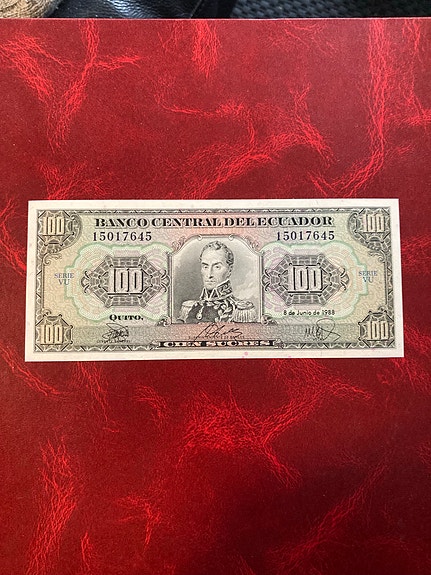 BANCO CENTRAL DEL ECUADOR
100 100
15017645 15017645
SERIE VU 100 100 SERIE VU
QUITO, 8 de Junio de 1988
100 100
CIEN SUCRES